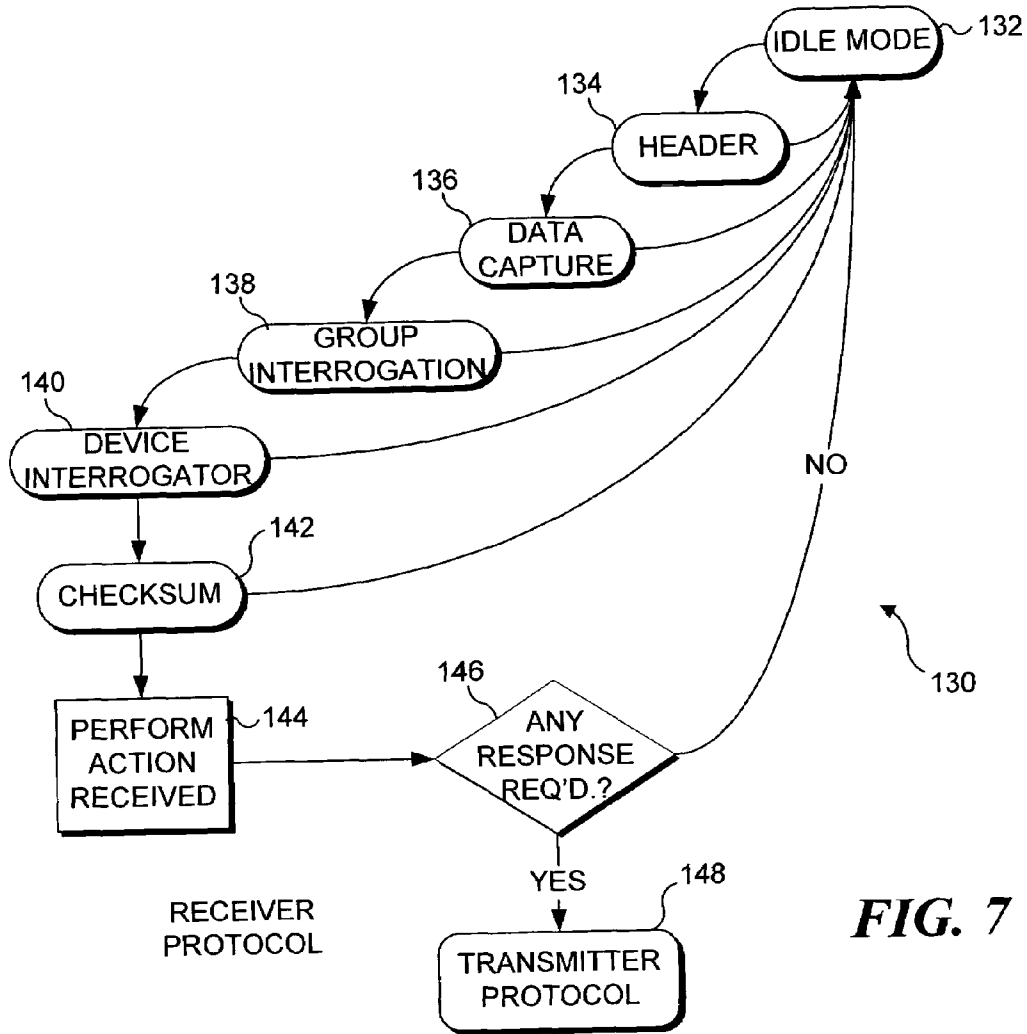 IDLE MODE
132
134
HEADER
136
DATA
CAPTURE
138
GROUP
INTERROGATION
140
DEVICE
INTERROGATOR
NO
142
CHECKSUM
146
130
144
PERFORM
ACTION
RECEIVED
ANY
RESPONSE
REQ'D.?
YES
148
RECEIVER
PROTOCOL
TRANSMITTER
PROTOCOL
FIG. 7